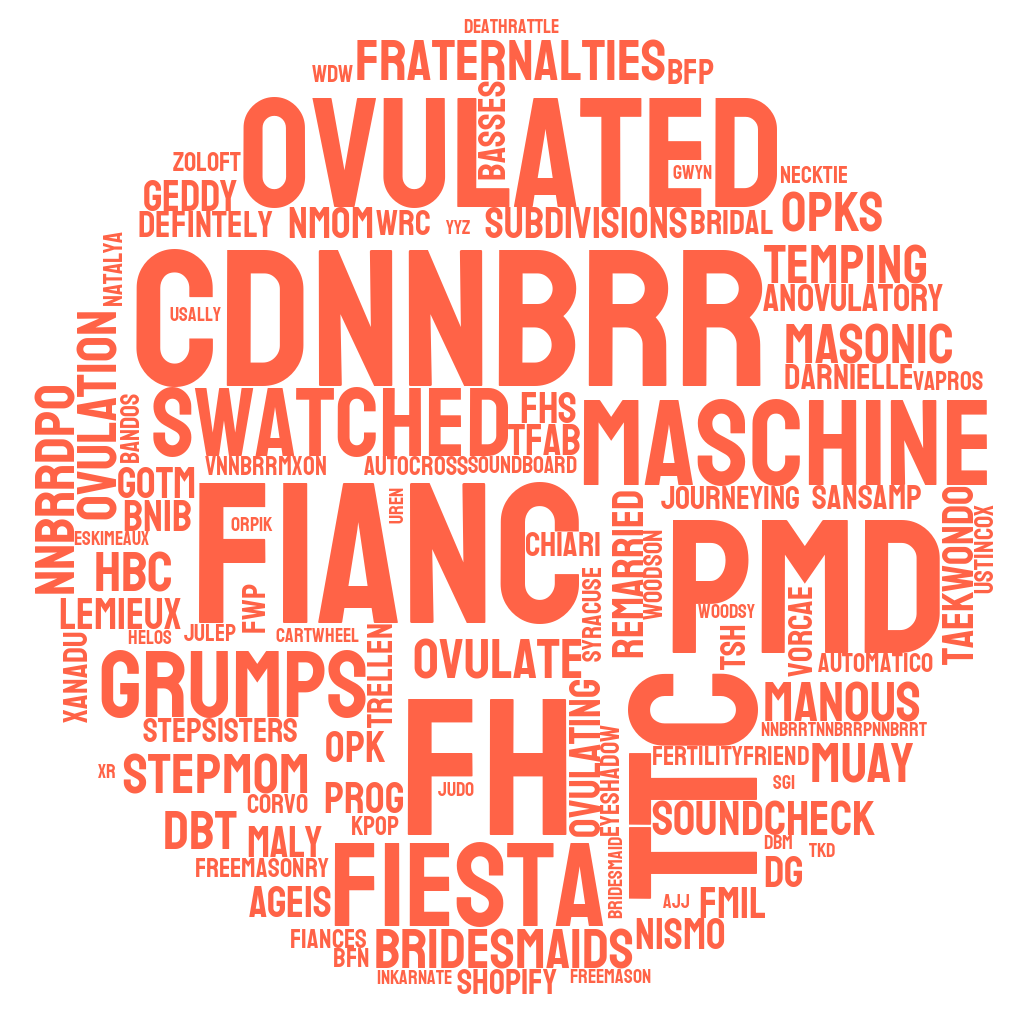 DEATHRATTLE
WDW
FRATERNALTIES
BFP
BASSES
OVULATED
ZOLOFT
GWYN
NECKTIE
GEDDY
DEFINTELY
NMOM
WRC
YYZ
SUBDIVISIONS
BRIDAL
OPKS
NATALYA
CDNNBRR
USALLY
TEMPING
ANOVULATORY
MASONIC
DARNIELLE
VAPROS
OVULATION
NNBRRDPO
BANDOS
SWATCHED
FHS
TFAB
MASCHINE
VNNBRRMXON
AUTOCROSS
SOUNDBOARD
GOTM
BNIB
ESKIMEAUX
FIANC
ORPIK
UREN
CHIARI
JOURNEYING
SANSAMP
REMARRIED
WOODSON
PMD
WOODSY
TAEKWONDO
USTINCOX
HBC
LEMIEUX
FWP
HELOS
JULEP
CARTWHEEL
SYRACUSE
TSH
VORCAE
AUTOMATICO
XANADU
GRUMPS
TRELLEN
OVULATE
STEPSISTERS
OPK
FH
JUDO
OVULATING
EYESHADOW
TTC
MANOUS
NNBRRTNNBRRPNNBRRT
FERTILITYFRIEND
MUAY
XR
STEPMOM
CORVO
PROG
KPOP
SGI
SOUNDCHECK
DBT
MALY
FREEMASONRY
FIESTA
BRIDESMAID
DBM
TKD
DG
AGEIS
AJJ
FMIL
FIANCES
BFN
BRIDESMAIDS
NISMO
INKARNATE
SHOPIFY
FREEMASON